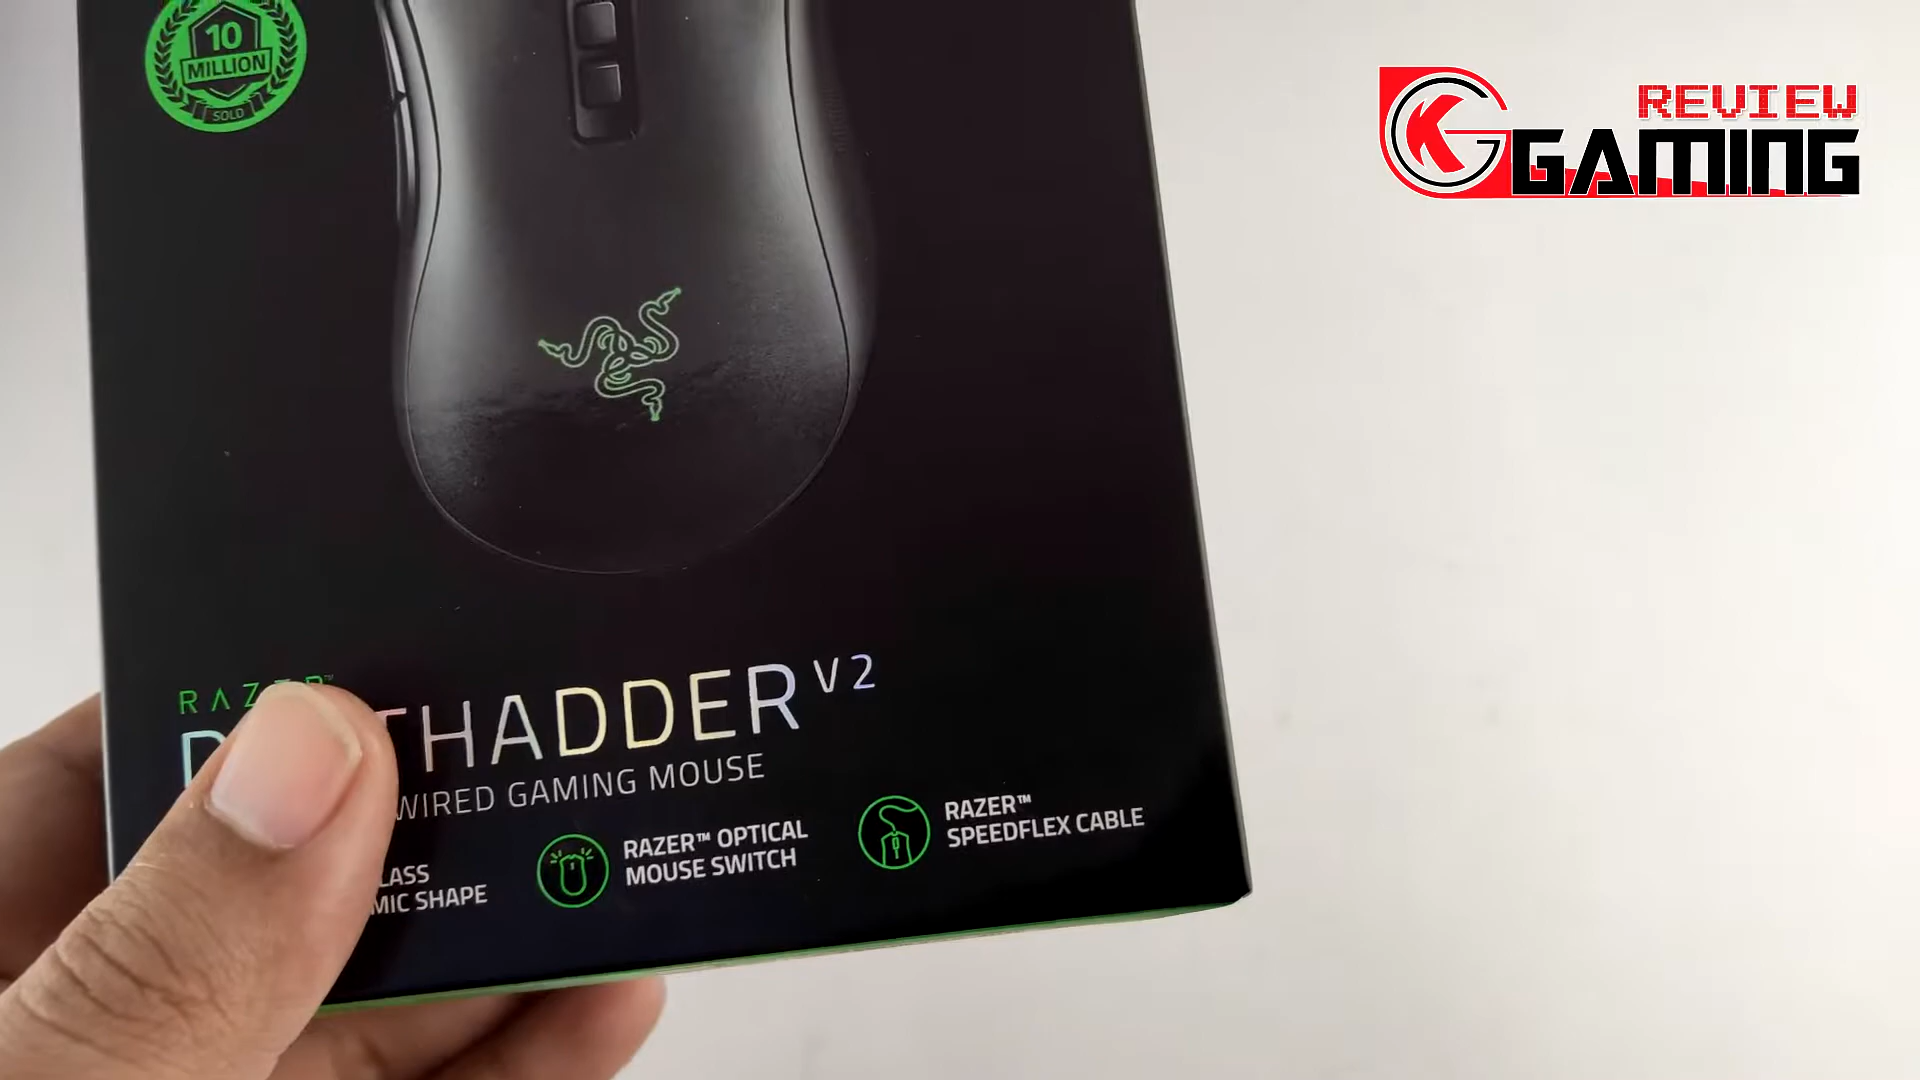 10
MILLION
SOLD
REVIEW
GAMING
RAZER™
THADDER V2
WIRED GAMING MOUSE
LASS
MIC SHAPE
RAZER™ OPTICAL
MOUSE SWITCH
RAZER™
SPEEDFLEX CABLE